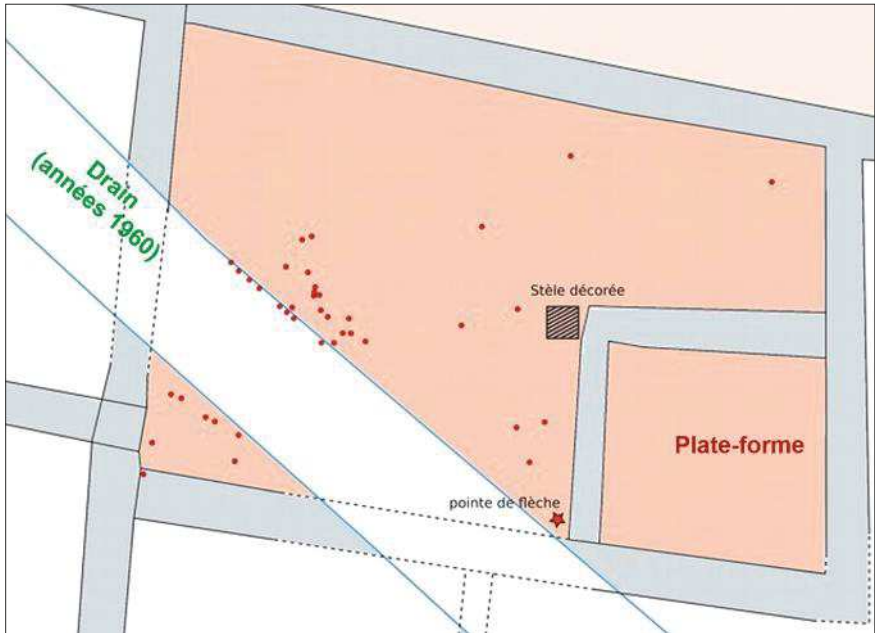 Drain
(années 1960)
Stèle décorée
Plate-forme
pointe de flèche